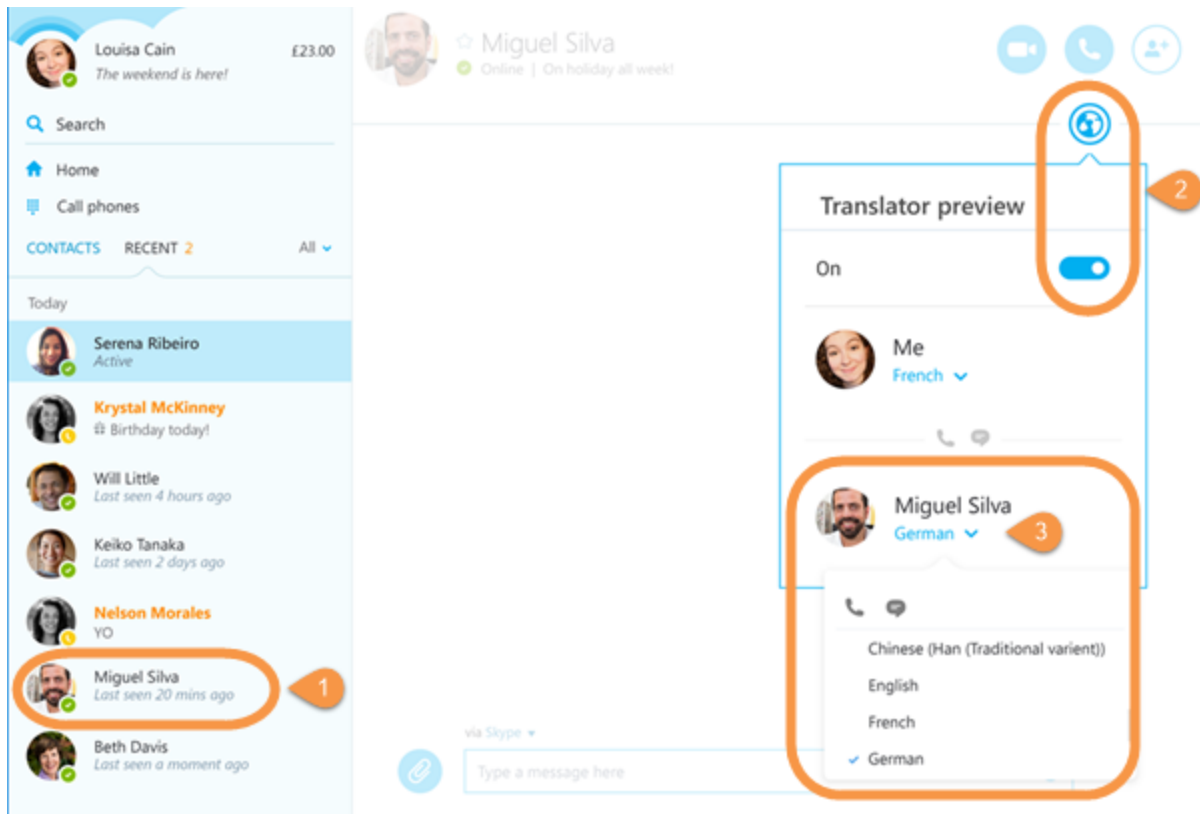 Louisa Cain £23.00
The weekend is here!
Search
Home
Call phones
CONTACTS RECENT 2 All
Today
Serena Ribeiro
Active
Krystal McKinney
Birthday today!
Will Little
Last seen 4 hours ago
Keiko Tanaka
Last seen 2 days ago
Nelson Morales
YO
Miguel Silva
Last seen 20 mins ago
1
Beth Davis
Last seen a moment ago
Miguel Silva
Online | On holiday all week!
2
Translator preview
On
Me
French
Miguel Silva
German
3
Chinese (Han (Traditional varient))
English
French
German
via Skype
Type a message here